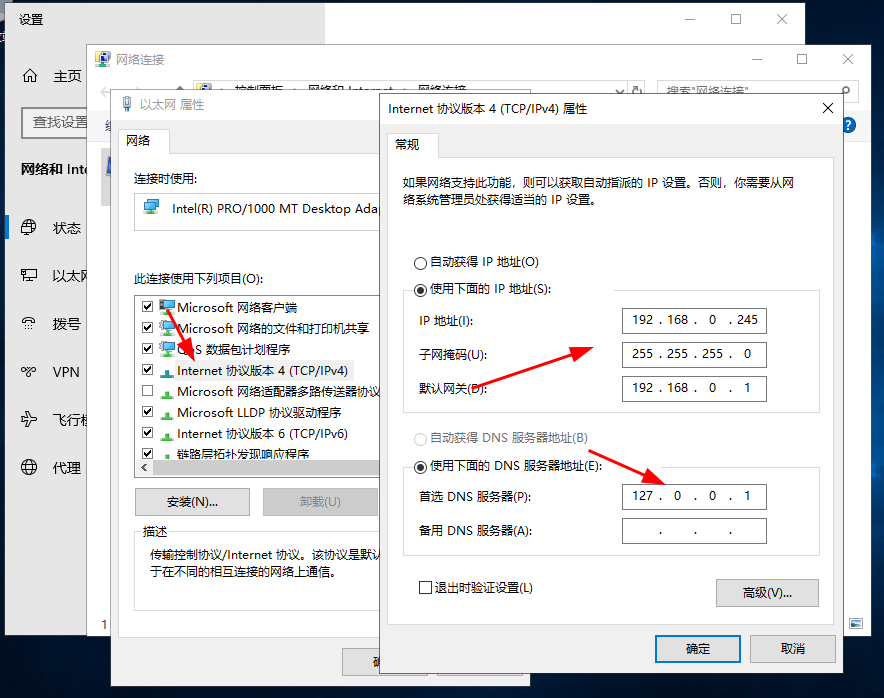 设置
网络连接
主页
控制面板
网络和 Internet
网络连接
搜索"网络连接"
查找设置
网络和 Inte
状态
以太网
拨号
VPN
飞行模
代理
以太网 属性
网络
连接时使用:
Intel(R) PRO/1000 MT Desktop Adap
此连接使用下列项目(O):
Microsoft 网络客户端
Microsoft 网络的文件和打印机共享
QoS 数据包计划程序
Internet 协议版本 4 (TCP/IPv4)
Microsoft 网络适配器多路传送器协议
Microsoft LLDP 协议驱动程序
Internet 协议版本 6 (TCP/IPv6)
链路层拓扑发现响应程序
安装(N)...
卸载(U)
描述
传输控制协议/Internet 协议。该协议是默认
于在不同的相互连接的网络上通信。
1
Internet 协议版本 4 (TCP/IPv4) 属性
常规
如果网络支持此功能，则可以获取自动指派的 IP 设置。否则，你需要从网
络系统管理员处获得适当的 IP 设置。
自动获得 IP 地址(O)
使用下面的 IP 地址(S):
IP 地址(I):
192 . 168 . 0 . 245
子网掩码(U):
255 . 255 . 255 . 0
默认网关(D):
192 . 168 . 0 . 1
自动获得 DNS 服务器地址(B)
使用下面的 DNS 服务器地址(E):
首选 DNS 服务器(P):
127 . 0 . 0 . 1
备用 DNS 服务器(A):
. . .
退出时验证设置(L)
高级(V)...
确定
取消